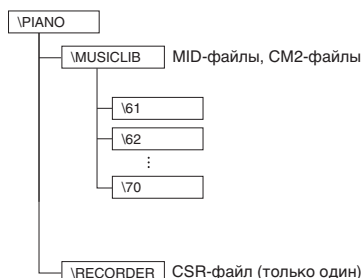 \PIANO
\MUSICLIB MID-файлы, CM2-файлы
\61
\62
⋮
\70
\RECORDER CSR-файл (только один)